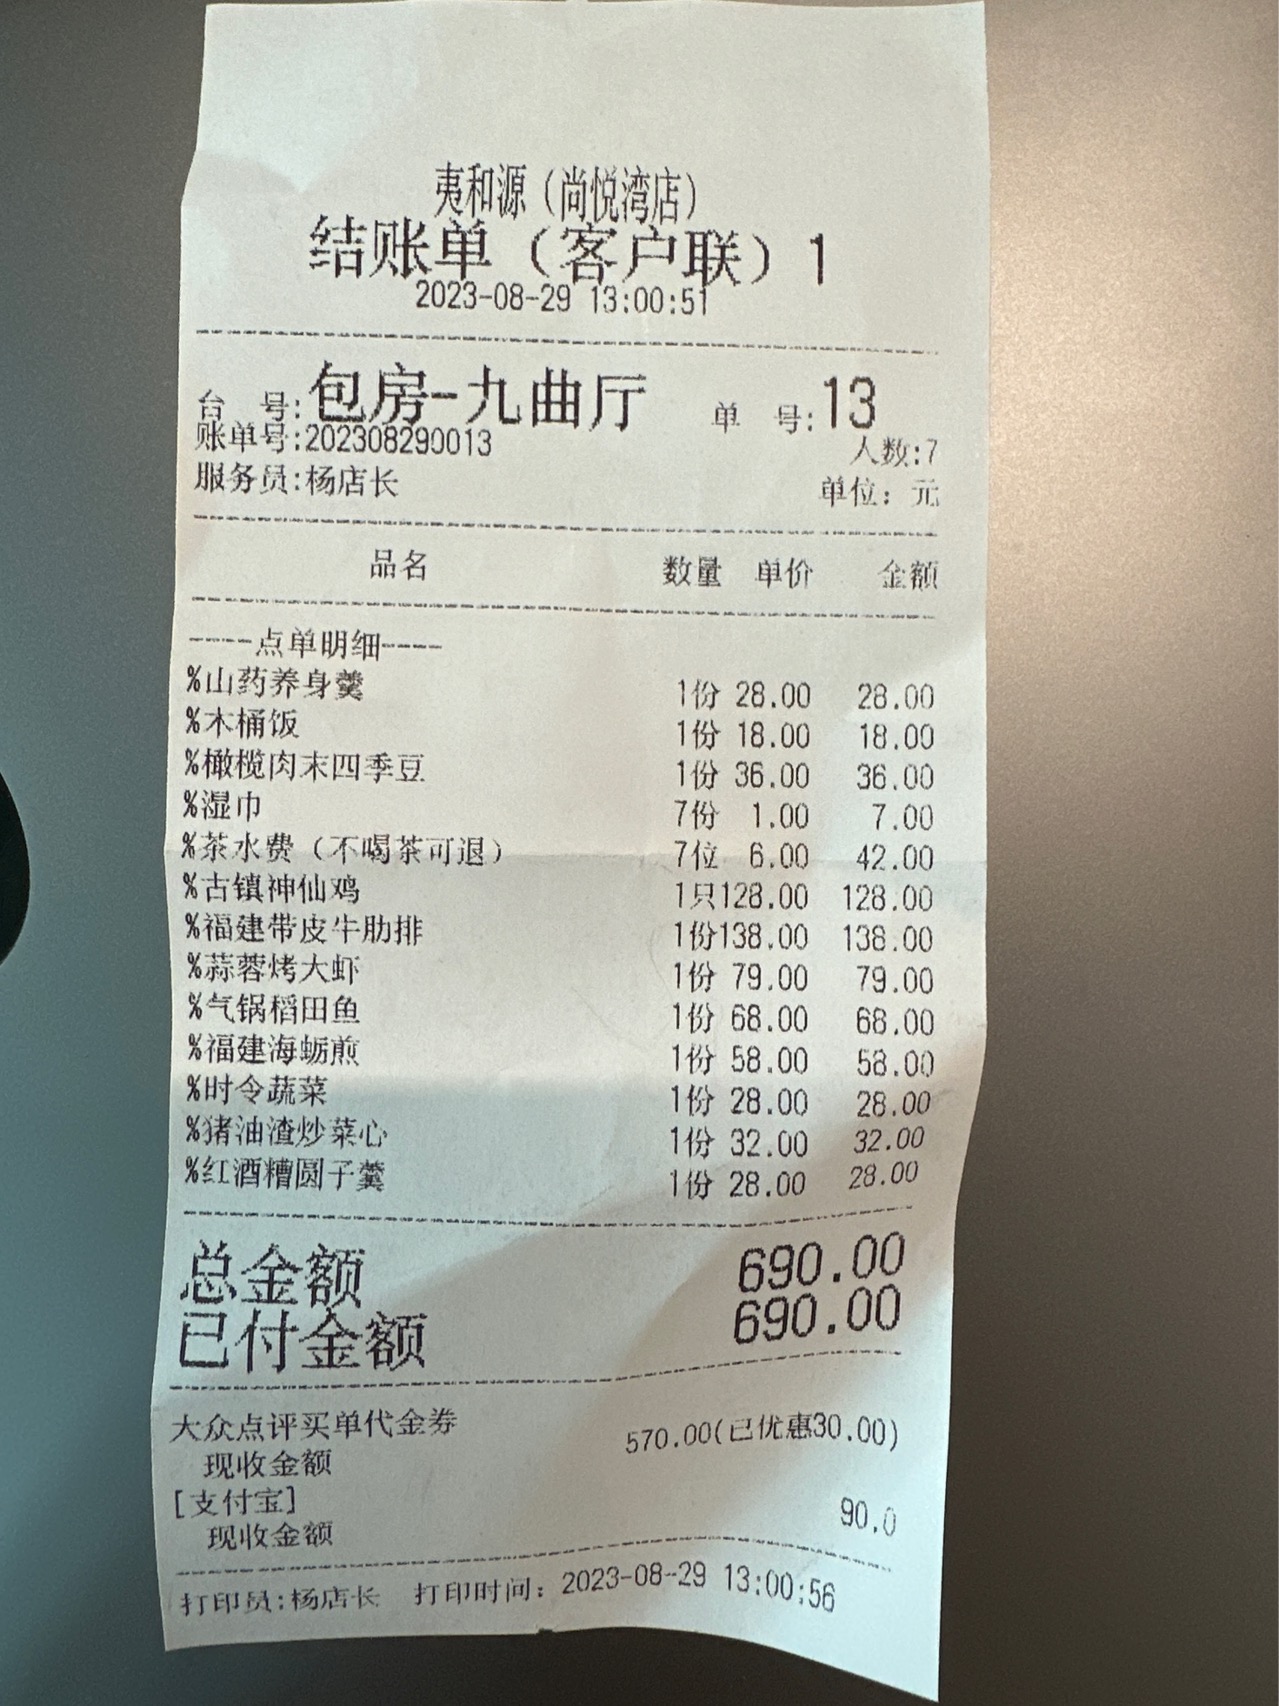 夷和源（尚悦湾店）
结账单（客户联）1
2023-08-29 13:00:51
台 号:包房-九曲厅 单 号:13
账单号:202308290013 人数:7
服务员:杨店长 单位：元
品名 数量 单价 金额
----点单明细----
%山药养身羹 1份 28.00 28.00
%木桶饭 1份 18.00 18.00
%橄榄肉末四季豆 1份 36.00 36.00
%湿巾 7份 1.00 7.00
%茶水费（不喝茶可退） 7位 6.00 42.00
%古镇神仙鸡 1只128.00 128.00
%福建带皮牛肋排 1份138.00 138.00
%蒜蓉烤大虾 1份 79.00 79.00
%气锅稻田鱼 1份 68.00 68.00
%福建海蛎煎 1份 58.00 58.00
%时令蔬菜 1份 28.00 28.00
%猪油渣炒菜心 1份 32.00 32.00
%红酒糟圆子羹 1份 28.00 28.00
总金额 690.00
已付金额 690.00
大众点评买单代金券
现收金额 570.00(已优惠30.00)
[支付宝]
现收金额 90.0
打印员:杨店长 打印时间：2023-08-29 13:00:56